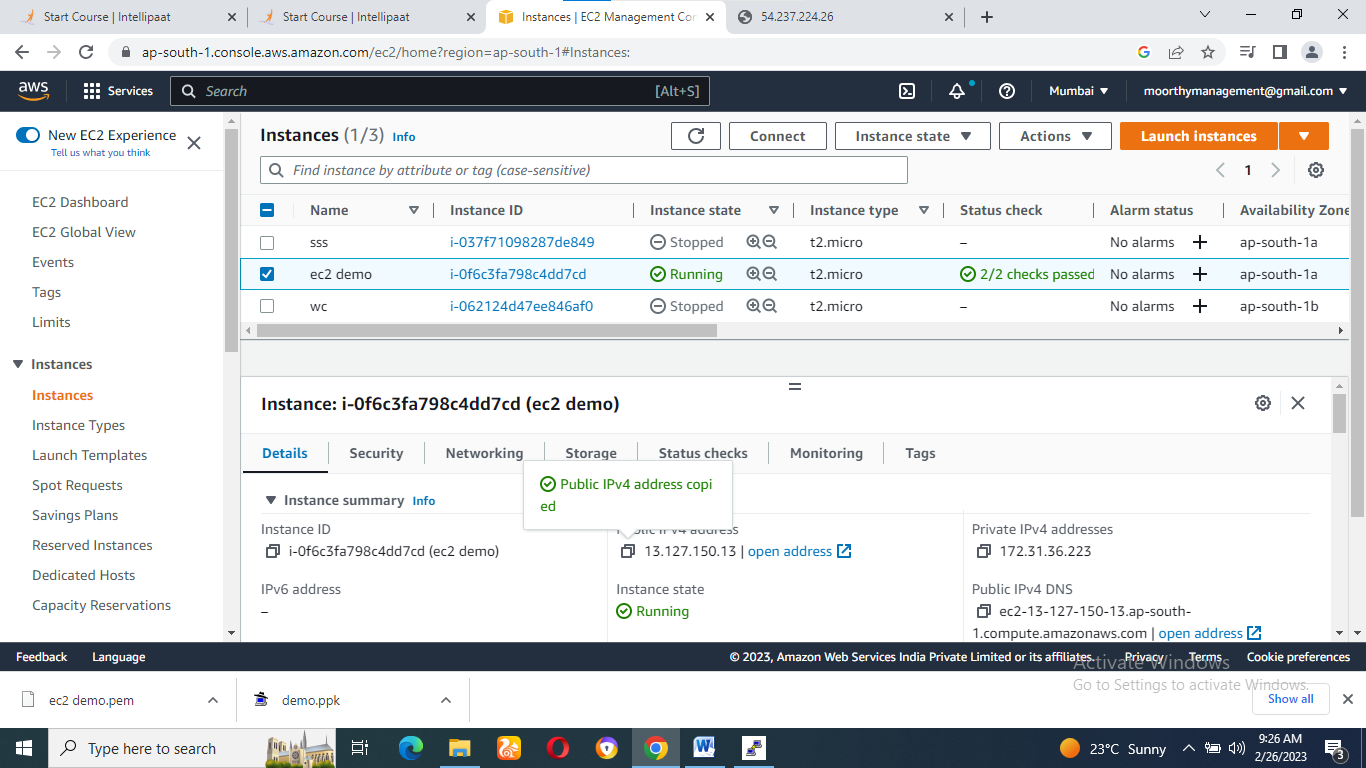 Start Course | Intellipaat
Start Course | Intellipaat
Instances | EC2 Management Con
54.237.224.26
ap-south-1.console.aws.amazon.com/ec2/home?region=ap-south-1#Instances:
aws
Services
Search
[Alt+S]
Mumbai
moorthymanagement@gmail.com
New EC2 Experience
Tell us what you think
EC2 Dashboard
EC2 Global View
Events
Tags
Limits
Instances
Instances
Instance Types
Launch Templates
Spot Requests
Savings Plans
Reserved Instances
Dedicated Hosts
Capacity Reservations
Instances (1/3) Info
Connect
Instance state
Actions
Launch instances
Find instance by attribute or tag (case-sensitive)
1
Name Instance ID Instance state Instance type Status check Alarm status Availability Zone
sss i-037f71098287de849 Stopped t2.micro – No alarms + ap-south-1a
ec2 demo i-0f6c3fa798c4dd7cd Running t2.micro 2/2 checks passed No alarms + ap-south-1a
wc i-062124d47ee846af0 Stopped t2.micro – No alarms + ap-south-1b
Instance: i-0f6c3fa798c4dd7cd (ec2 demo)
Details Security Networking Storage Status checks Monitoring Tags
Public IPv4 address copi
ed
Instance summary Info
Instance ID
i-0f6c3fa798c4dd7cd (ec2 demo)
Public IPv4 address
13.127.150.13 | open address
Private IPv4 addresses
172.31.36.223
IPv6 address
–
Instance state
Running
Public IPv4 DNS
ec2-13-127-150-13.ap-south-
1.compute.amazonaws.com | open address
Feedback Language © 2023, Amazon Web Services India Private Limited or its affiliates. Privacy Terms Cookie preferences
Activate Windows
Go to Settings to activate Windows.
ec2 demo.pem
demo.ppk
Show all
Type here to search
23°C Sunny
9:26 AM
2/26/2023
3